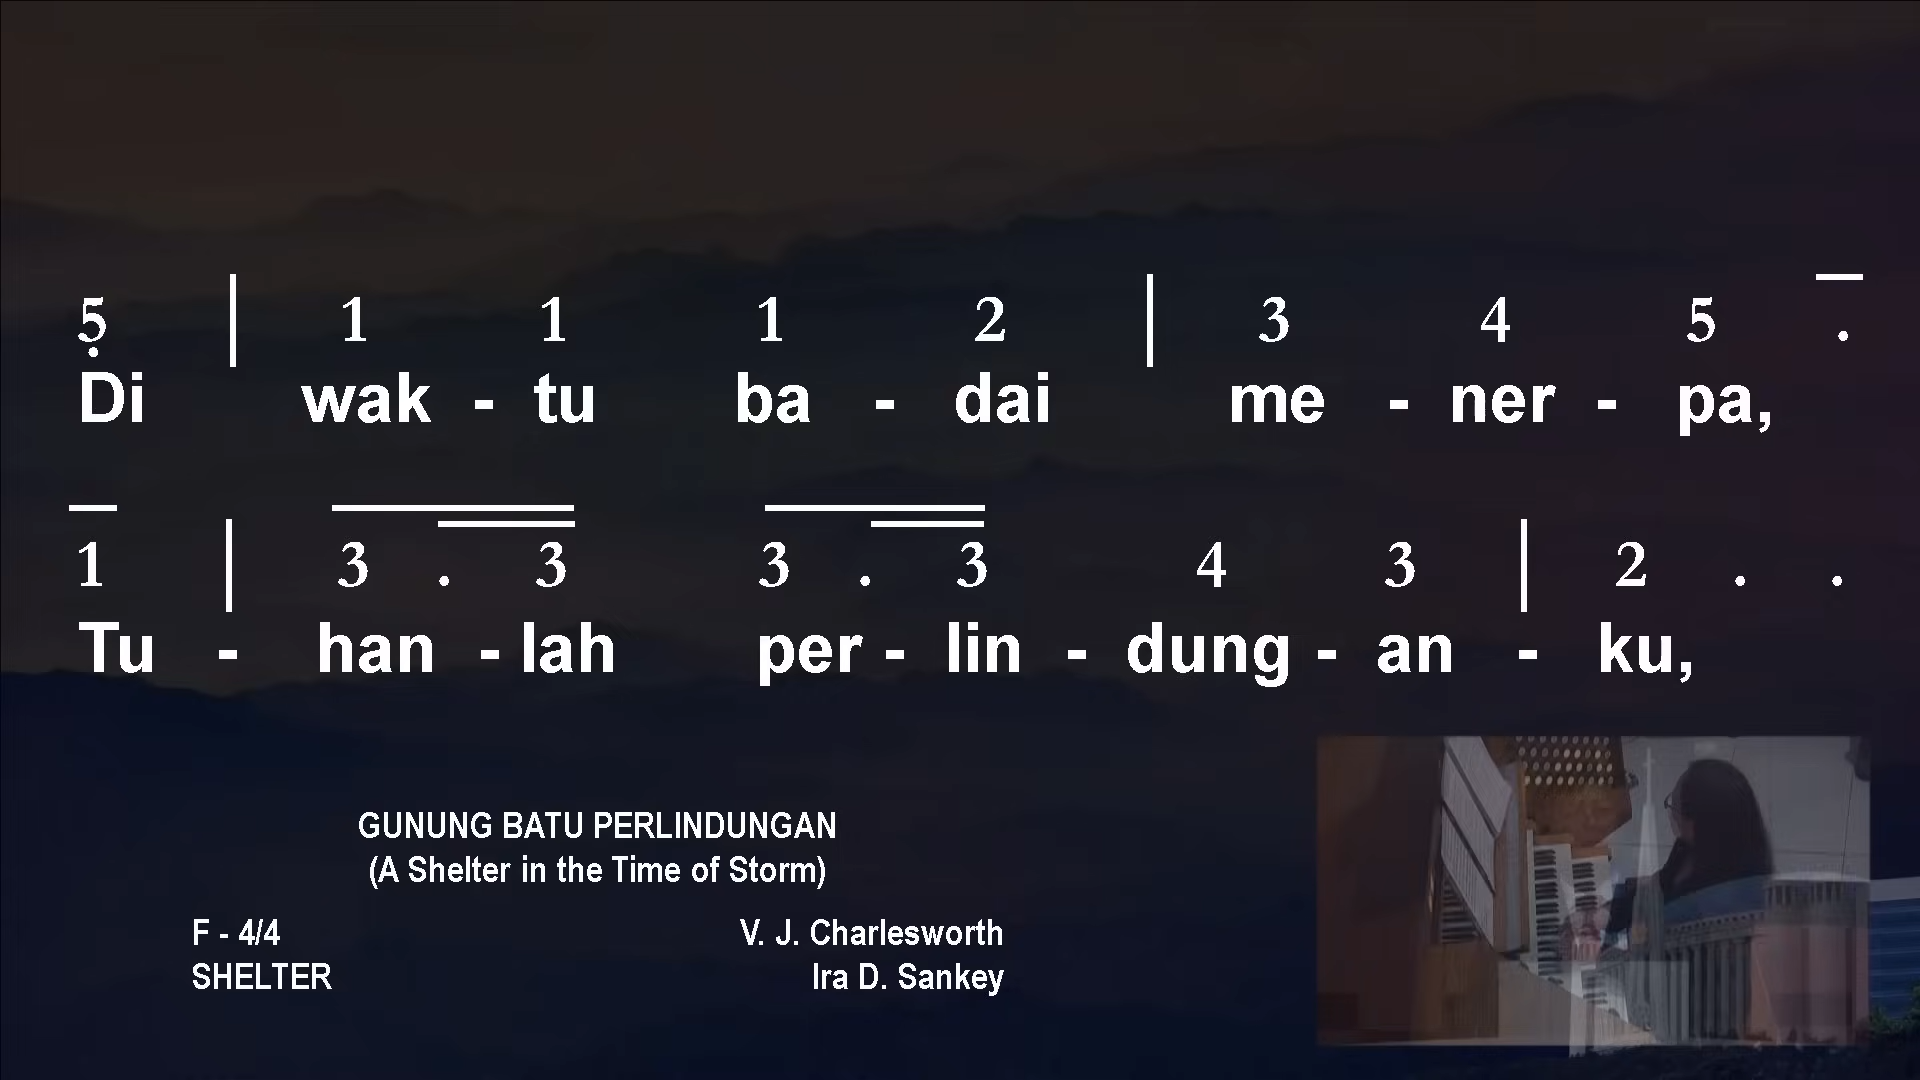 5̣ | 1 1 1 2 | 3 4 5 .
Di wak - tu ba - dai me - ner - pa,
1 | 3 . 3 3 . 3 4 3 | 2 . .
Tu - han - lah per - lin - dung - an - ku,
GUNUNG BATU PERLINDUNGAN
(A Shelter in the Time of Storm)
F - 4/4 V. J. Charlesworth
SHELTER Ira D. Sankey